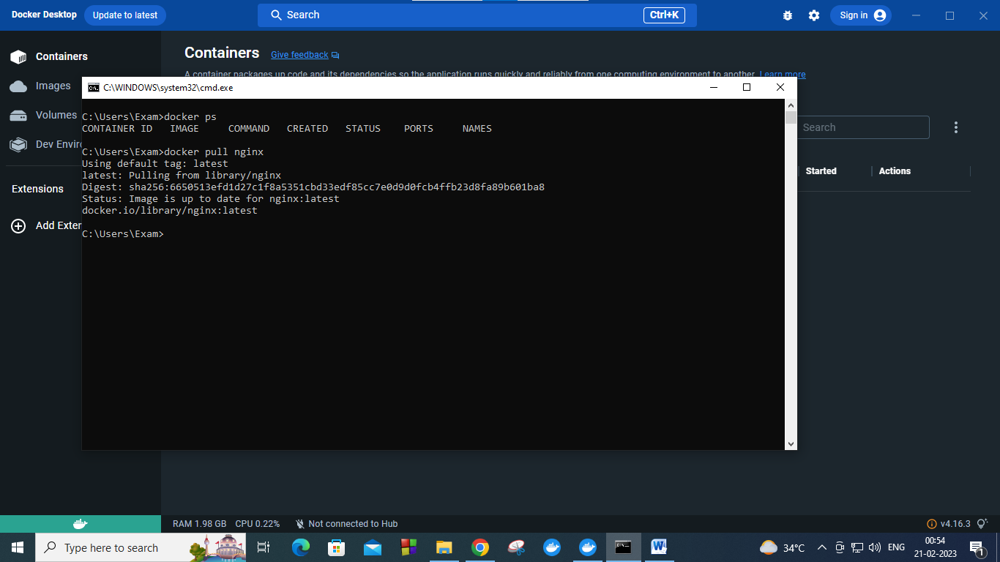 Docker Desktop
Update to latest
Search
Ctrl+K
Sign in
Containers
Images
Volumes
Dev Enviro
Extensions
Add Exten
Containers
Give feedback
A container packages up code and its dependencies so the application runs quickly and reliably from one computing environment to another. Learn more
Search
Started
Actions
C:\WINDOWS\system32\cmd.exe
C:\Users\Exam>docker ps
CONTAINER ID IMAGE COMMAND CREATED STATUS PORTS NAMES
C:\Users\Exam>docker pull nginx
Using default tag: latest
latest: Pulling from library/nginx
Digest: sha256:6650513efd1d27c1f8a5351cbd33edf85cc7e0d9d0fcb4ffb23d8fa89b601ba8
Status: Image is up to date for nginx:latest
docker.io/library/nginx:latest
C:\Users\Exam>
RAM 1.98 GB CPU 0.22% Not connected to Hub
v4.16.3
Type here to search
34°C
ENG
00:54
21-02-2023
1